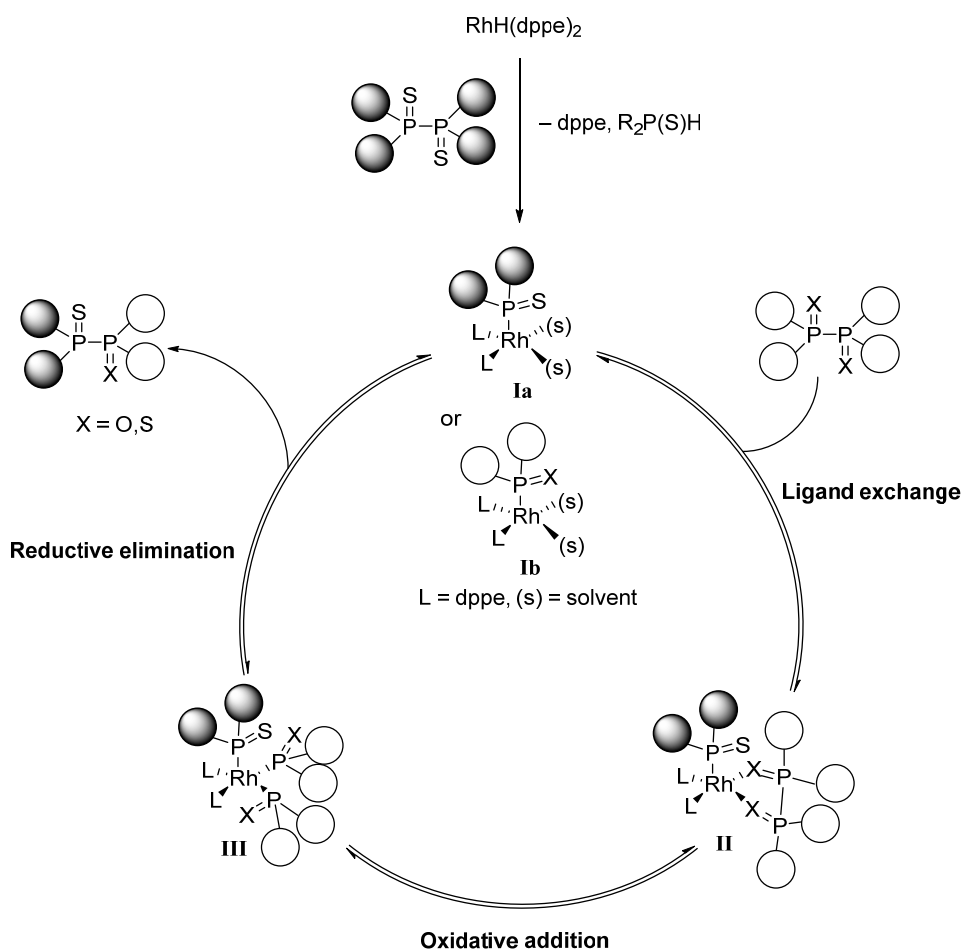 RhH(dppe)₂
S
P–P
S
– dppe, R₂P(S)H
S
P–P
X
X = O,S
P=S
L
Rh
(s)
L
(s)
Ia
or
P=X
L
Rh
(s)
L
(s)
Ib
L = dppe, (s) = solvent
X
P–P
X
Ligand exchange
Reductive elimination
P=S
X
L
Rh
P
L
X=P
III
P=S
L
Rh
X=P
L
X=P
II
Oxidative addition